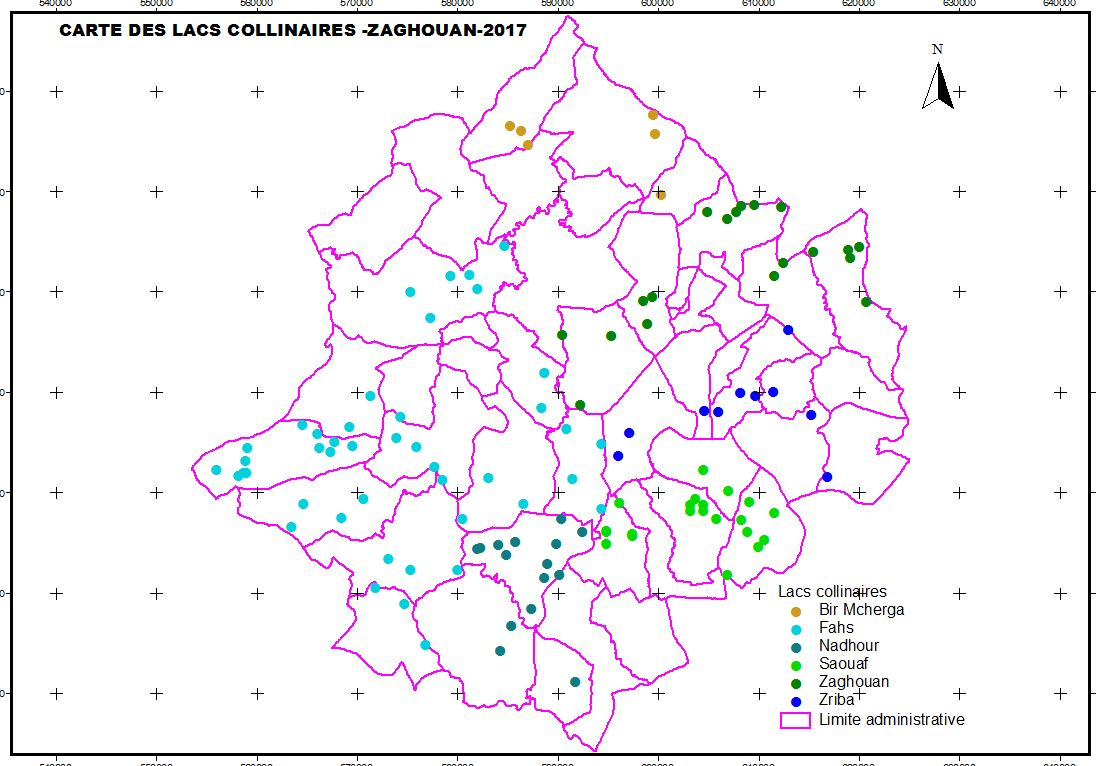 540000 550000 560000 570000 580000 590000 600000 610000 620000 630000 640000
CARTE DES LACS COLLINAIRES -ZAGHOUAN-2017
N
Lacs collinaires
Bir Mcherga
Fahs
Nadhour
Saouaf
Zaghouan
Zriba
Limite administrative